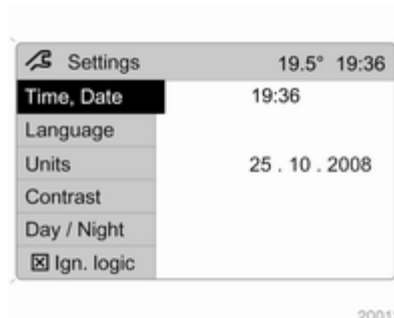 Settings 19.5° 19:36
Time, Date 19:36
Language
Units 25 . 10 . 2008
Contrast
Day / Night
Ign. logic